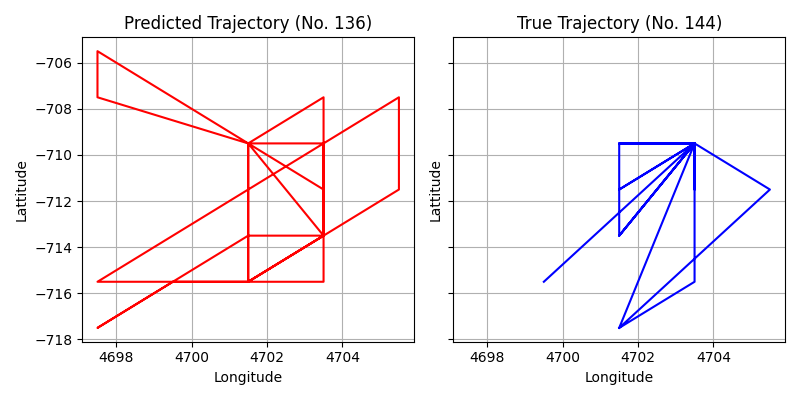 Predicted Trajectory (No. 136)
True Trajectory (No. 144)
−706
−708
−710
−712
−714
−716
−718
Lattitude
Lattitude
4698 4700 4702 4704
4698 4700 4702 4704
Longitude
Longitude